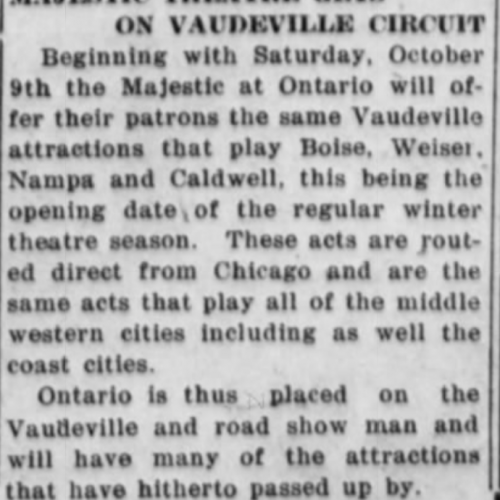 ON VAUDEVILLE CIRCUIT
Beginning with Saturday, October
9th the Majestic at Ontario will of-
fer their patrons the same Vaudeville
attractions that play Boise, Weiser,
Nampa and Caldwell, this being the
opening date of the regular winter
theatre season. These acts are rout-
ed direct from Chicago and are the
same acts that play all of the middle
western cities including as well the
coast cities.
Ontario is thus placed on the
Vaudeville and road show man and
will have many of the attractions
that have hitherto passed up by.